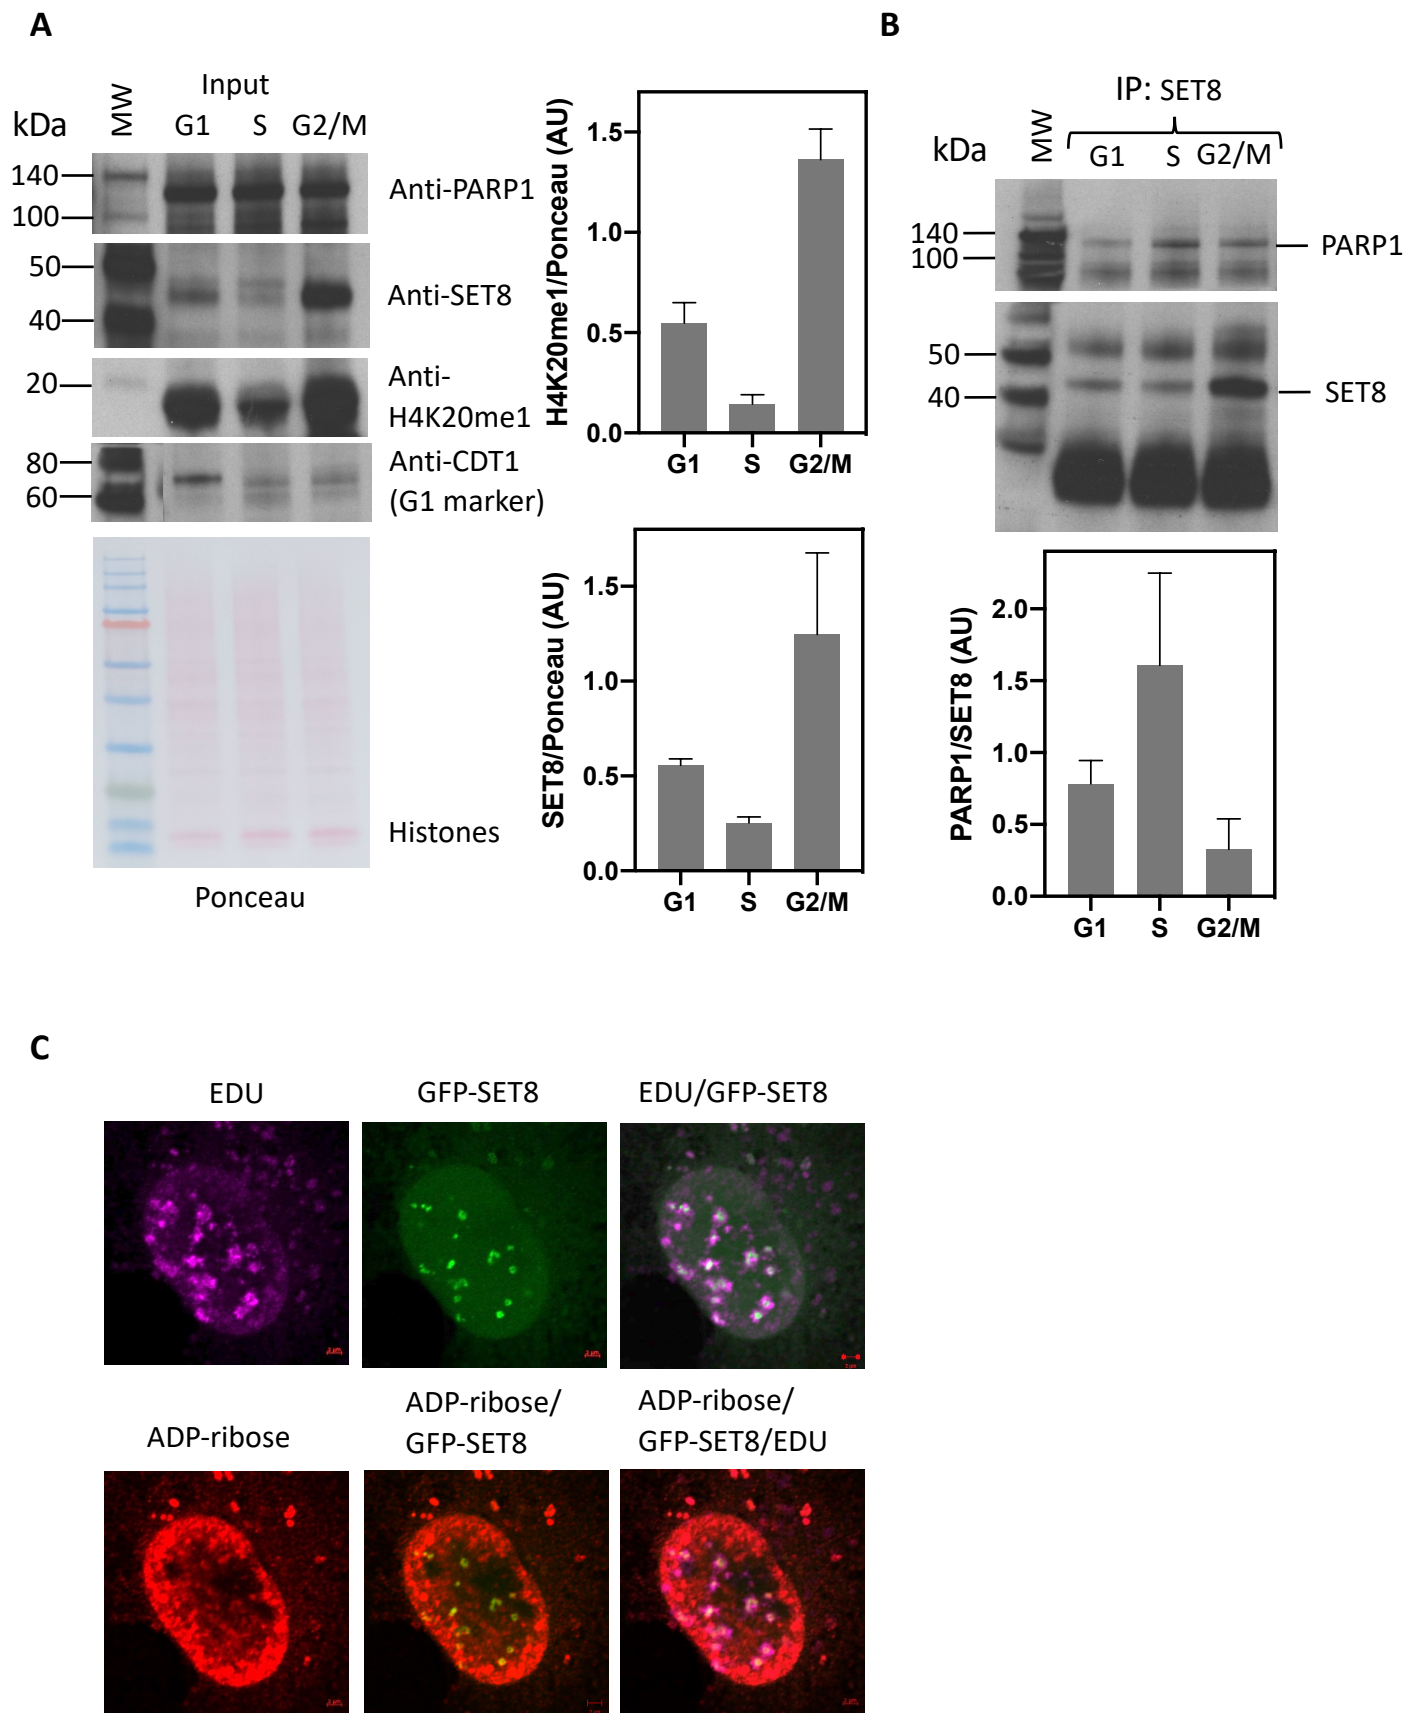 A
B
Input
MW
kDa
G1 S G2/M
140
100
Anti-PARP1
50
40
Anti-SET8
20
Anti-
H4K20me1
80
60
Anti-CDT1
(G1 marker)
Histones
Ponceau
H4K20me1/Ponceau (AU)
1.5
1.0
0.5
0.0
G1 S G2/M
SET8/Ponceau (AU)
1.5
1.0
0.5
0.0
G1 S G2/M
IP: SET8
MW
kDa
G1 S G2/M
140
100
PARP1
50
40
SET8
PARP1/SET8 (AU)
2.0
1.5
1.0
0.5
0.0
G1 S G2/M
C
EDU
GFP-SET8
EDU/GFP-SET8
ADP-ribose
ADP-ribose/
GFP-SET8
ADP-ribose/
GFP-SET8/EDU